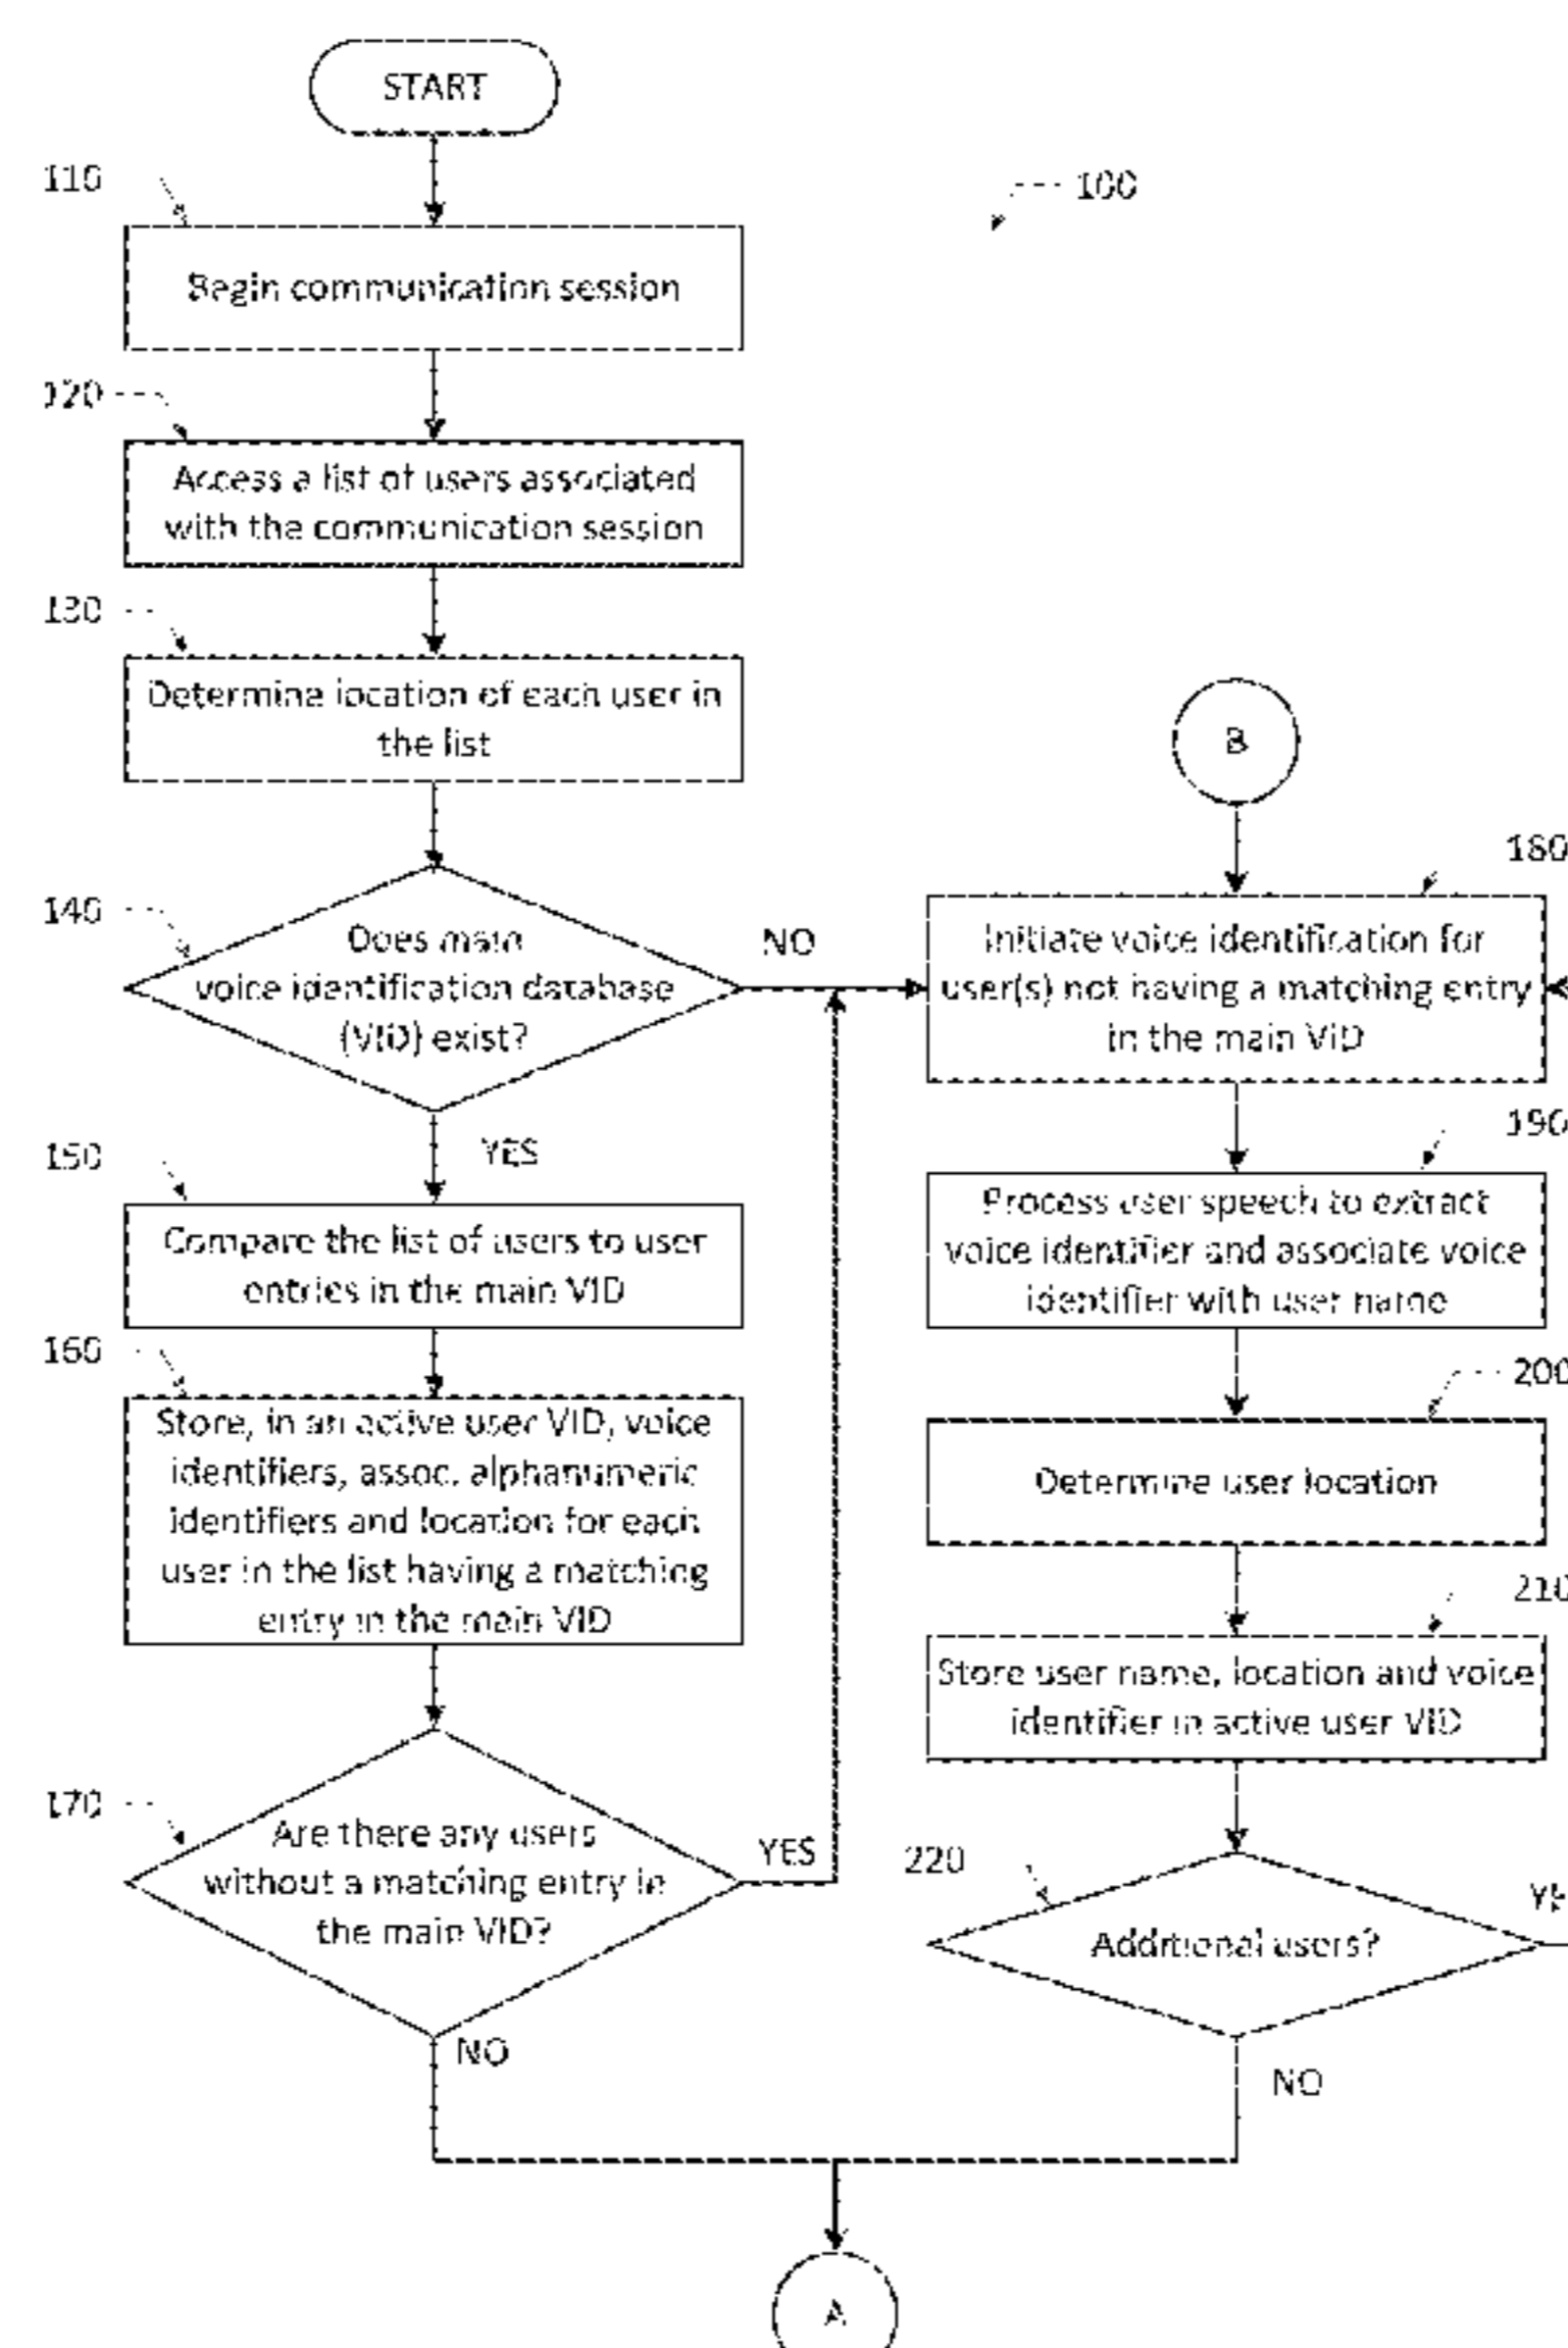 START
110
100
Begin communication session
120
Access a list of users associated
with the communication session
130
Determine location of each user in
the list
B
180
140
Does main
voice identification database
(VID) exist?
NO
Initiate voice identification for
user(s) not having a matching entry
in the main VID
YES
150
190
Compare the list of users to user
entries in the main VID
Process user speech to extract
voice identifier and associate voice
identifier with user name
160
200
Store, in an active user VID, voice
identifiers, assoc. alphanumeric
identifiers and location for each
user in the list having a matching
entry in the main VID
Determine user location
210
Store user name, location and voice
identifier in active user VID
170
Are there any users
without a matching entry in
the main VID?
YES
220
Additional users?
NO
NO
A